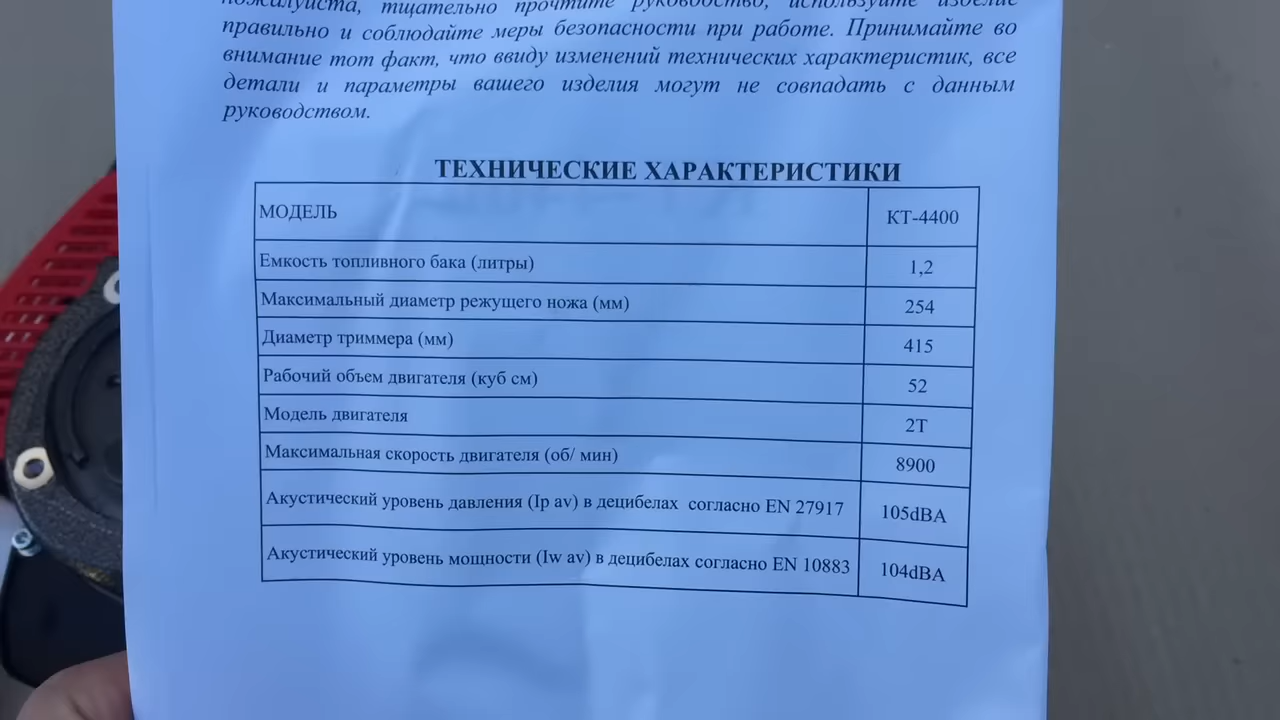 пожалуйста, тщательно прочтите руководство, используйте изделие
правильно и соблюдайте меры безопасности при работе. Принимайте во
внимание тот факт, что ввиду изменений технических характеристик, все
детали и параметры вашего изделия могут не совпадать с данным
руководством.
ТЕХНИЧЕСКИЕ ХАРАКТЕРИСТИКИ
МОДЕЛЬ КТ-4400
Емкость топливного бака (литры) 1,2
Максимальный диаметр режущего ножа (мм) 254
Диаметр триммера (мм) 415
Рабочий объем двигателя (куб см) 52
Модель двигателя 2Т
Максимальная скорость двигателя (об/ мин) 8900
Акустический уровень давления (Ip av) в децибелах согласно EN 27917 105dBA
Акустический уровень мощности (Iw av) в децибелах согласно EN 10883 104dBA